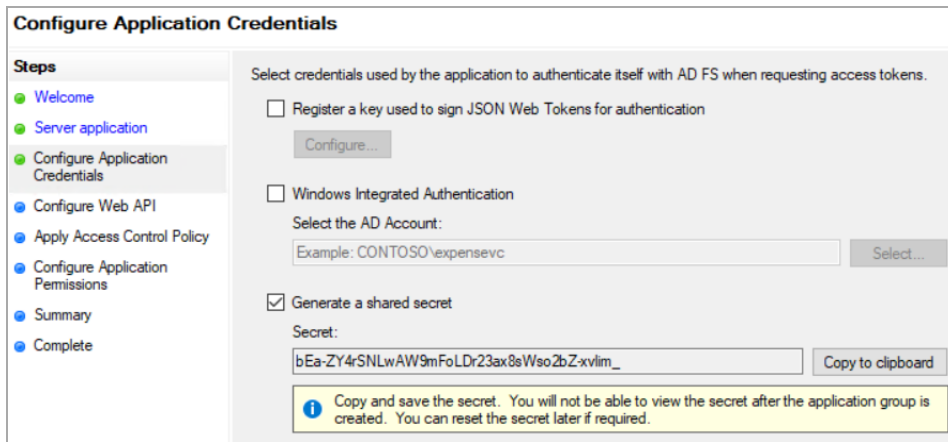 Configure Application Credentials
Steps
Welcome
Server application
Configure Application
Credentials
Configure Web API
Apply Access Control Policy
Configure Application
Permissions
Summary
Complete
Select credentials used by the application to authenticate itself with AD FS when requesting access tokens.
Register a key used to sign JSON Web Tokens for authentication
Configure...
Windows Integrated Authentication
Select the AD Account:
Example: CONTOSO\expensevc
Select...
Generate a shared secret
Secret:
bEa-ZY4rSNLwAW9mFoLDr23ax8sWso2bZ-xvlim_
Copy to clipboard
Copy and save the secret. You will not be able to view the secret after the application group is
created. You can reset the secret later if required.